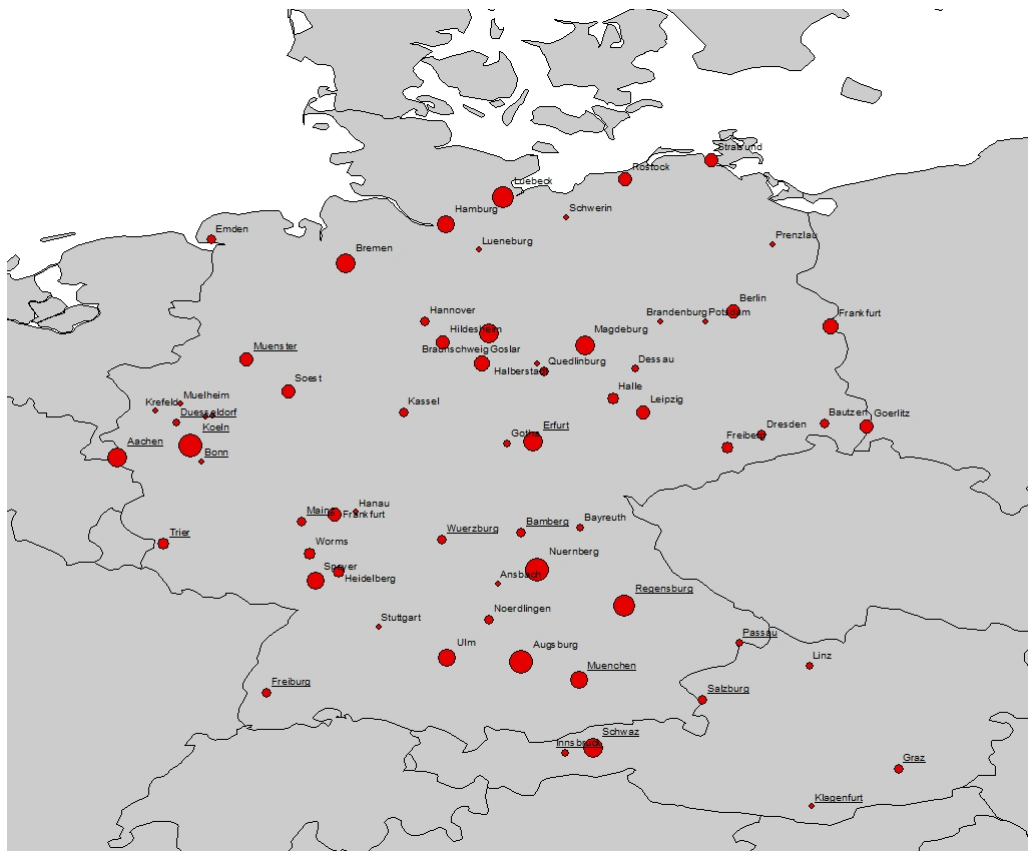 Stralsund
Rostock
Luebeck
Schwerin
Hamburg
Emden
Lueneburg
Prenzlau
Bremen
Berlin
Hannover
Brandenburg
Potsdam
Frankfurt
Hildesheim
Magdeburg
Muenster
Braunschweig
Goslar
Quedlinburg
Dessau
Halberstadt
Soest
Halle
Leipzig
Kassel
Muelheim
Krefeld
Duesseldorf
Bautzen
Goerlitz
Koeln
Erfurt
Gotha
Dresden
Freiberg
Aachen
Bonn
Hanau
Mainz
Frankfurt
Bamberg
Bayreuth
Trier
Wuerzburg
Worms
Nuernberg
Speyer
Heidelberg
Ansbach
Regensburg
Noerdlingen
Stuttgart
Passau
Ulm
Augsburg
Linz
Muenchen
Freiburg
Salzburg
Schwaz
Innsbruck
Graz
Klagenfurt